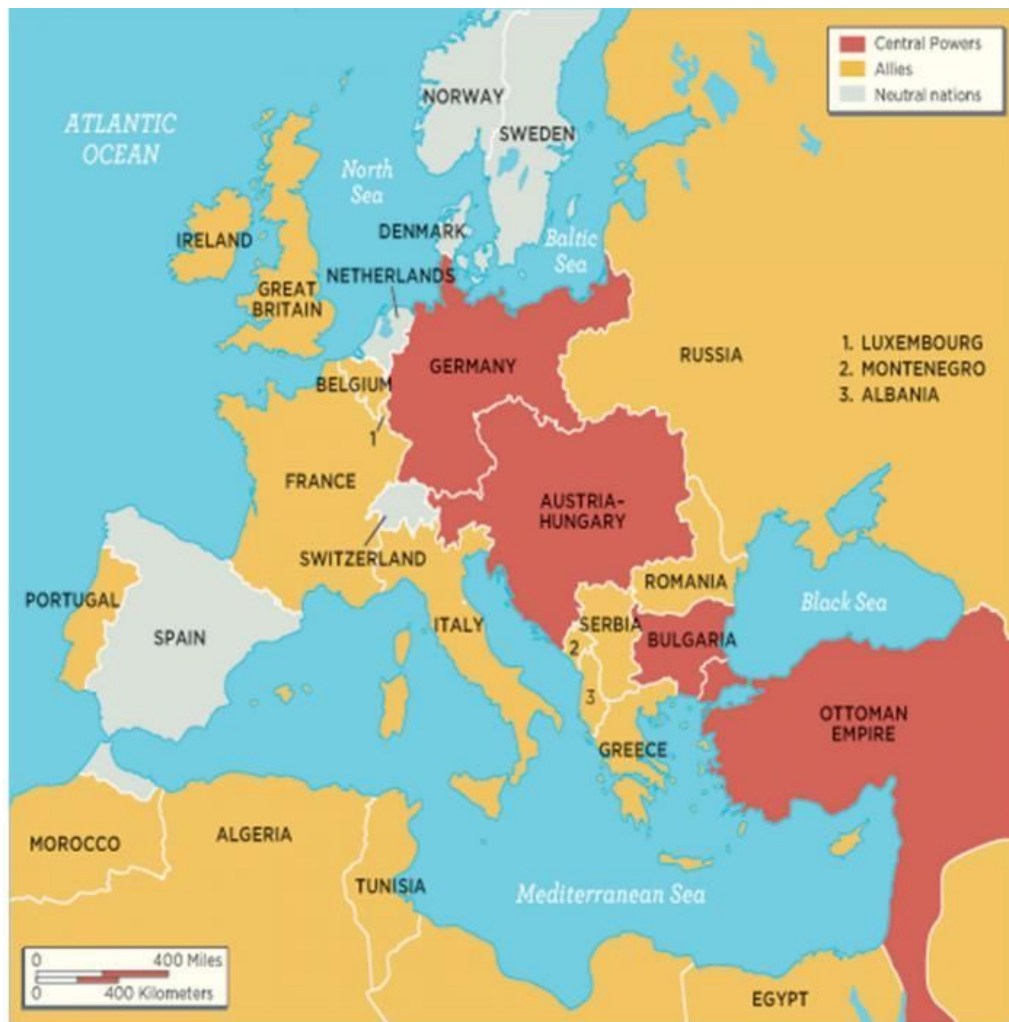 Central Powers
Allies
Neutral nations
ATLANTIC
OCEAN
NORWAY
SWEDEN
North
Sea
DENMARK
Baltic
Sea
IRELAND
NETHERLANDS
GREAT
BRITAIN
RUSSIA
1. LUXEMBOURG
2. MONTENEGRO
3. ALBANIA
GERMANY
BELGIUM
1
FRANCE
AUSTRIA-
HUNGARY
SWITZERLAND
ROMANIA
PORTUGAL
SPAIN
ITALY
SERBIA
BULGARIA
Black Sea
2
3
GREECE
OTTOMAN
EMPIRE
MOROCCO
ALGERIA
TUNISIA
Mediterranean Sea
0 400 Miles
0 400 Kilometers
EGYPT